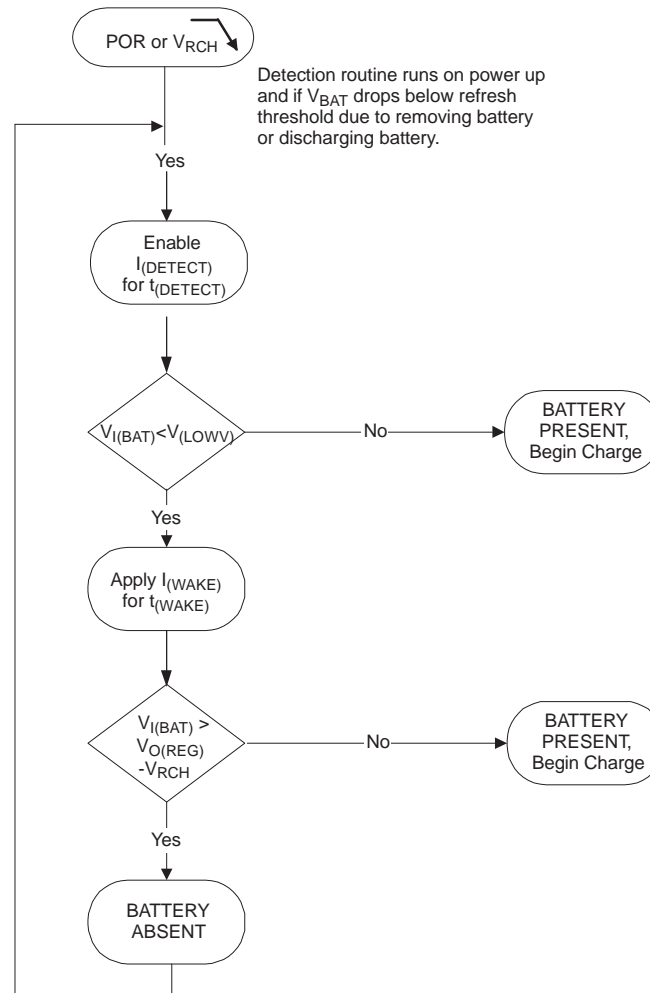 POR or VRCH
Detection routine runs on power up
and if VBAT drops below refresh
threshold due to removing battery
or discharging battery.
Yes
Enable
I(DETECT)
for t(DETECT)
VI(BAT)<V(LOWV)
No
BATTERY
PRESENT,
Begin Charge
Yes
Apply I(WAKE)
for t(WAKE)
VI(BAT) >
VO(REG)
-VRCH
No
BATTERY
PRESENT,
Begin Charge
Yes
BATTERY
ABSENT